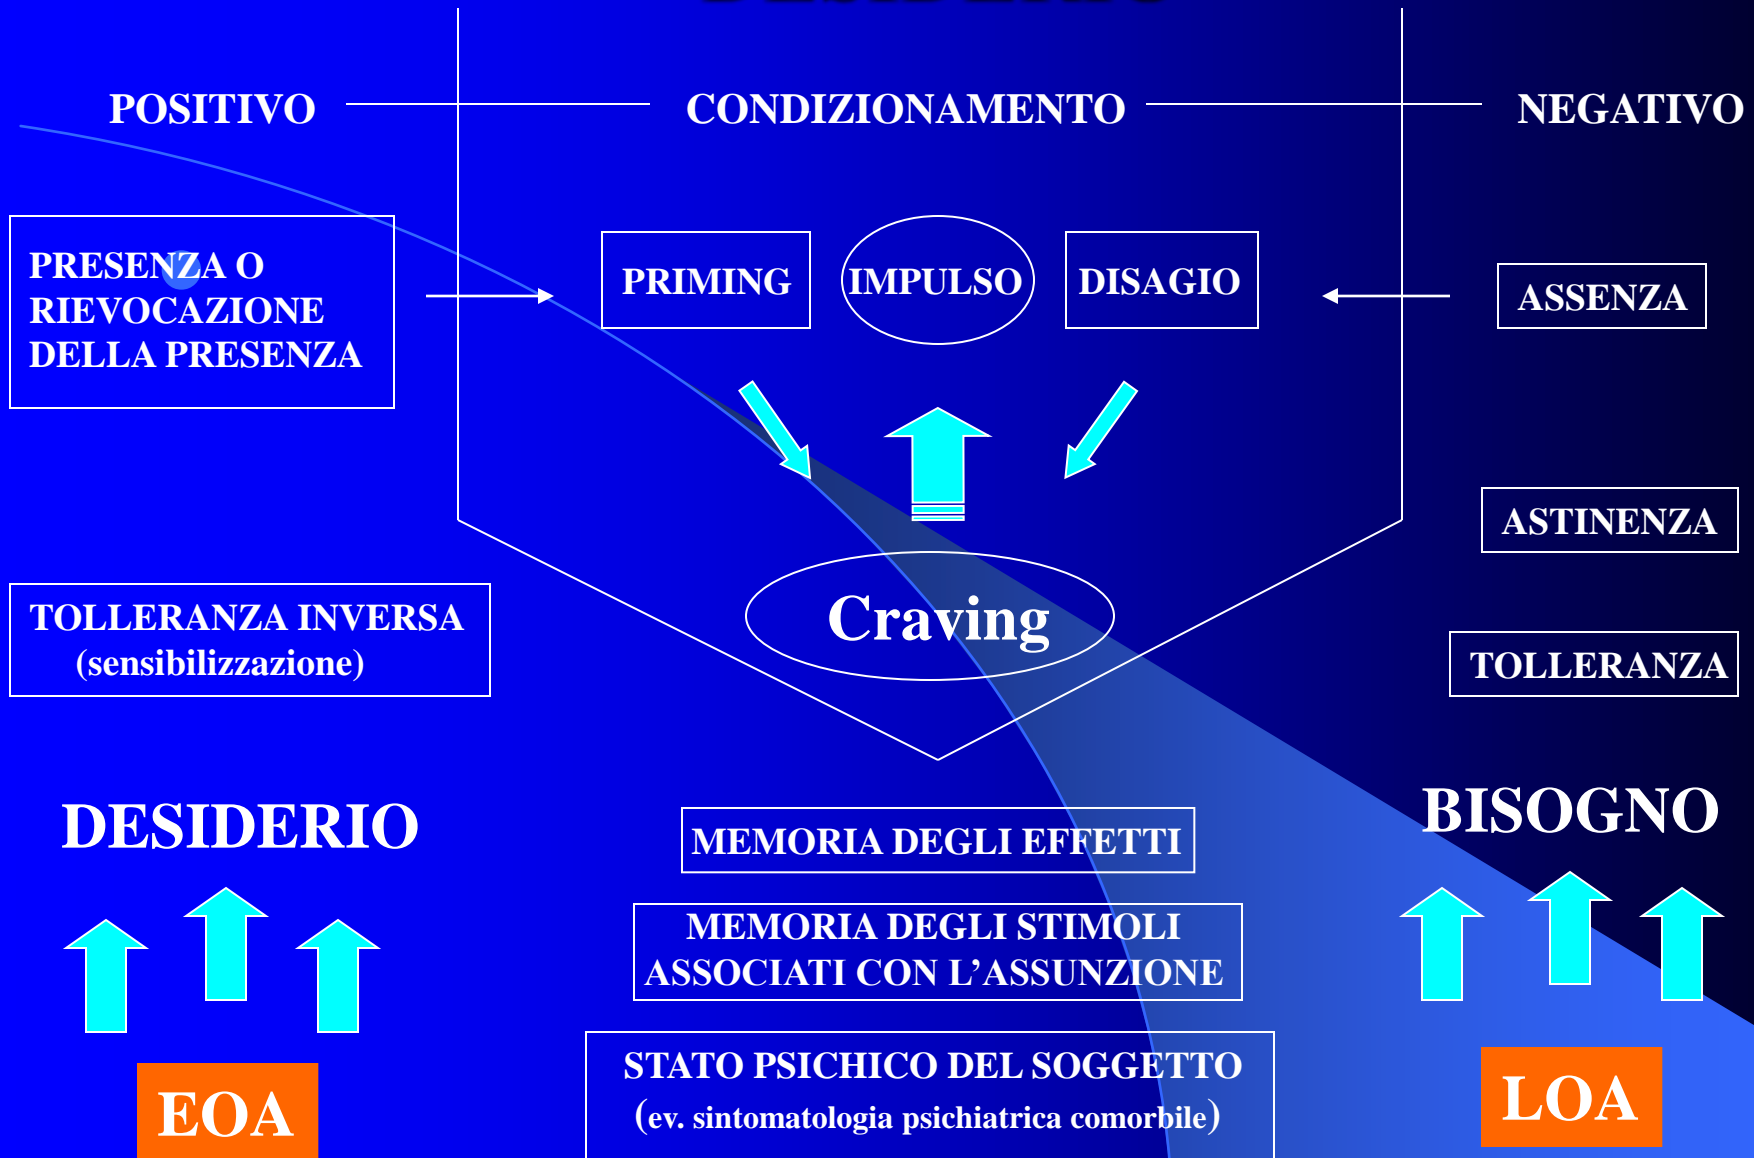 POSITIVO
CONDIZIONAMENTO
NEGATIVO
PRESENZA O
RIEVOCAZIONE
DELLA PRESENZA
PRIMING
IMPULSO
DISAGIO
ASSENZA
ASTINENZA
TOLLERANZA INVERSA
(sensibilizzazione)
Craving
TOLLERANZA
DESIDERIO
BISOGNO
MEMORIA DEGLI EFFETTI
MEMORIA DEGLI STIMOLI
ASSOCIATI CON L’ASSUNZIONE
STATO PSICHICO DEL SOGGETTO
(ev. sintomatologia psichiatrica comorbile)
EOA
LOA